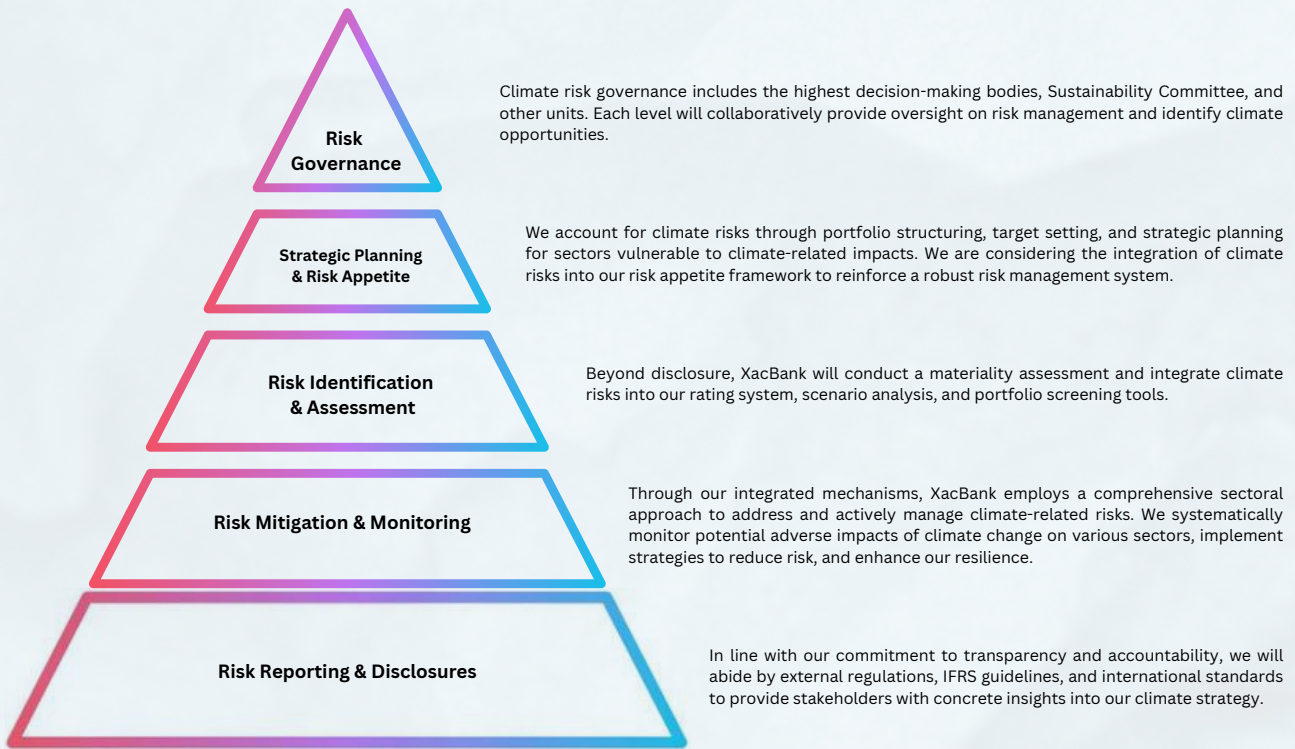 Risk
Governance
Climate risk governance includes the highest decision-making bodies, Sustainability Committee, and
other units. Each level will collaboratively provide oversight on risk management and identify climate
opportunities.
Strategic Planning
& Risk Appetite
We account for climate risks through portfolio structuring, target setting, and strategic planning
for sectors vulnerable to climate-related impacts. We are considering the integration of climate
risks into our risk appetite framework to reinforce a robust risk management system.
Risk Identification
& Assessment
Beyond disclosure, XacBank will conduct a materiality assessment and integrate climate
risks into our rating system, scenario analysis, and portfolio screening tools.
Risk Mitigation & Monitoring
Through our integrated mechanisms, XacBank employs a comprehensive sectoral
approach to address and actively manage climate-related risks. We systematically
monitor potential adverse impacts of climate change on various sectors, implement
strategies to reduce risk, and enhance our resilience.
Risk Reporting & Disclosures
In line with our commitment to transparency and accountability, we will
abide by external regulations, IFRS guidelines, and international standards
to provide stakeholders with concrete insights into our climate strategy.